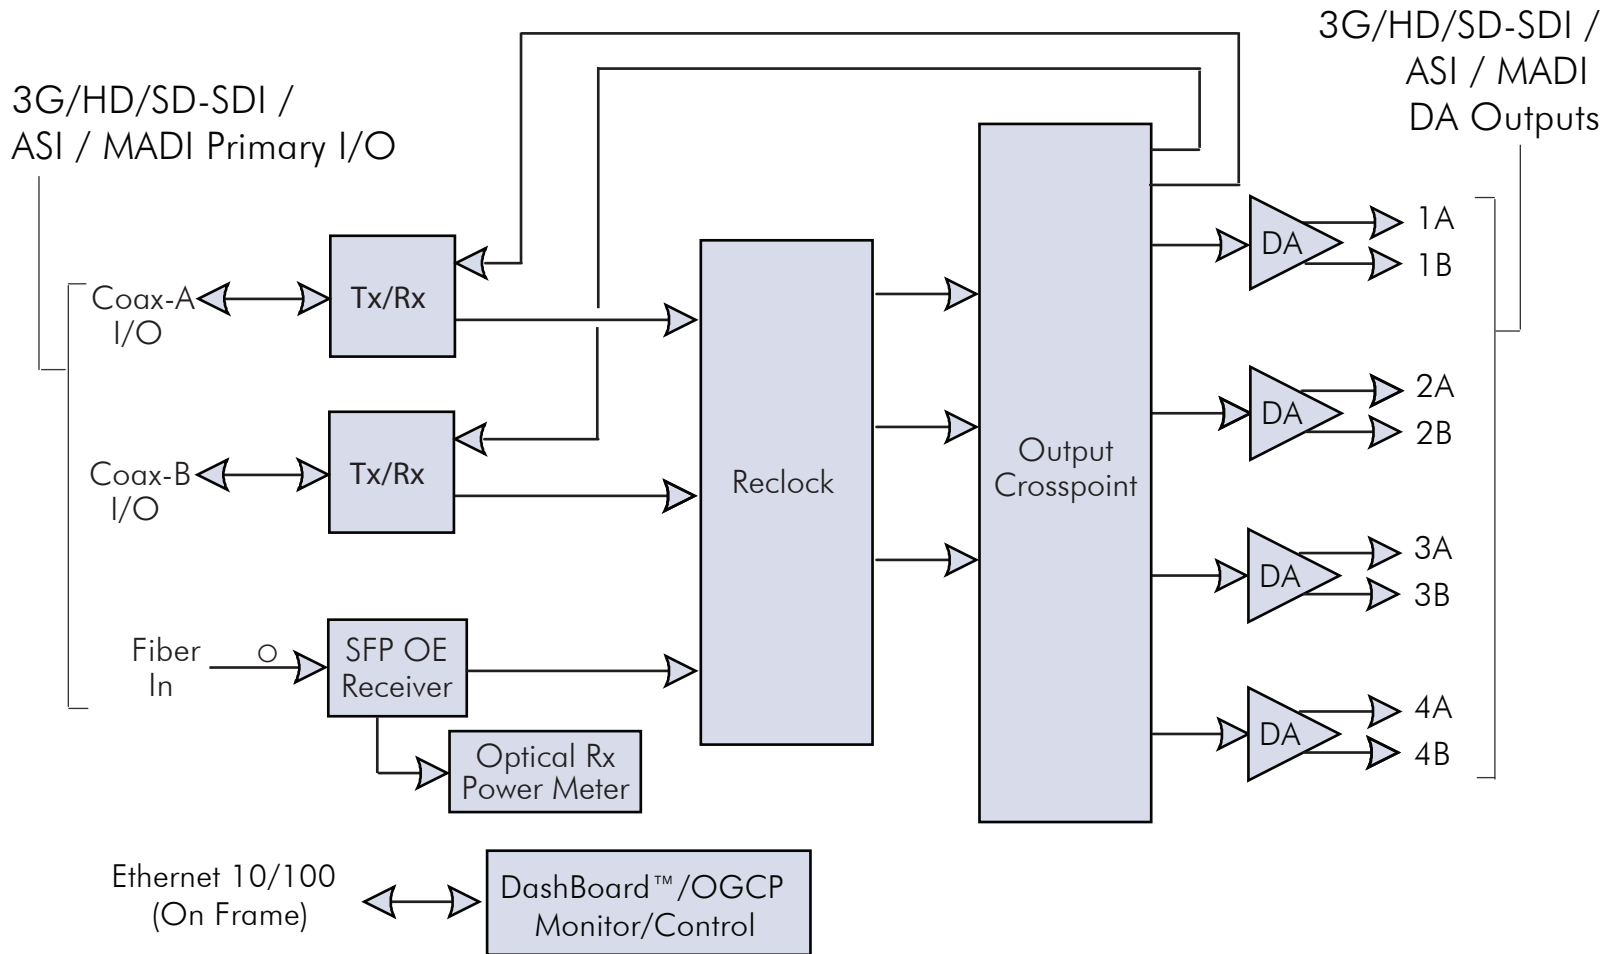 3G/HD/SD-SDI /
ASI / MADI Primary I/O
3G/HD/SD-SDI /
ASI / MADI
DA Outputs
Coax-A
I/O
Tx/Rx
Coax-B
I/O
Tx/Rx
Fiber
In
SFP OE
Receiver
Optical Rx
Power Meter
Reclock
Output
Crosspoint
DA
1A
1B
DA
2A
2B
DA
3A
3B
DA
4A
4B
Ethernet 10/100
(On Frame)
DashBoard™/OGCP
Monitor/Control